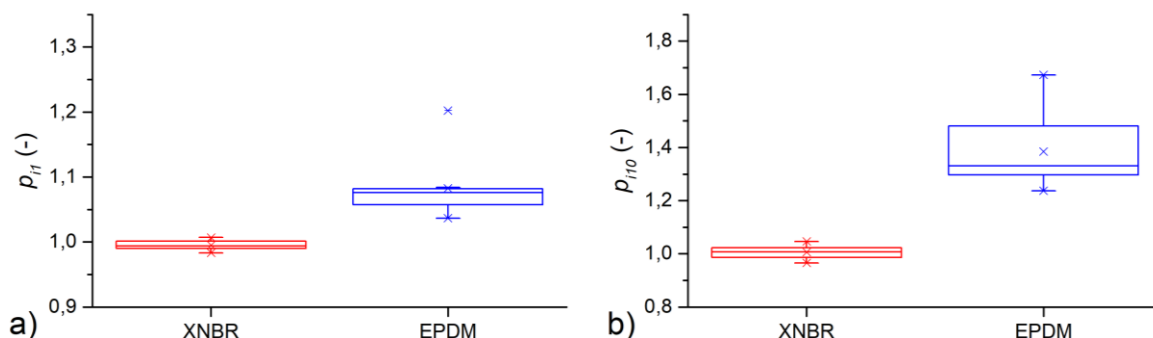 1,3
1,2
1,1
1,0
0,9
p_i1 (-)
XNBR
EPDM
a)
1,8
1,6
1,4
1,2
1,0
0,8
p_i10 (-)
XNBR
EPDM
b)